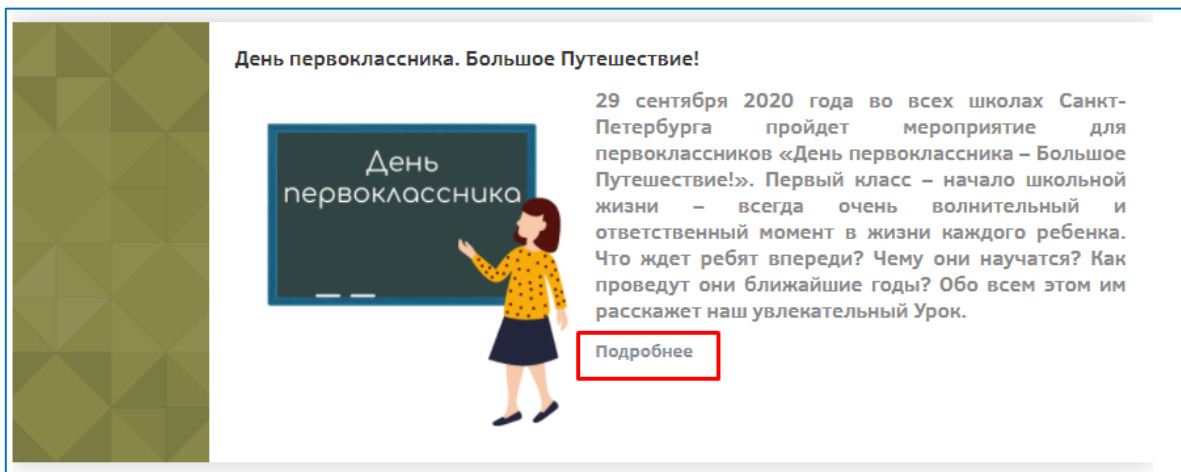 День первоклассника. Большое Путешествие!
День
первоклассника
29 сентября 2020 года во всех школах Санкт-
Петербурга пройдет мероприятие для
первоклассников «День первоклассника – Большое
Путешествие!». Первый класс – начало школьной
жизни – всегда очень волнительный и
ответственный момент в жизни каждого ребенка.
Что ждет ребят впереди? Чему они научатся? Как
проведут они ближайшие годы? Обо всем этом им
расскажет наш увлекательный Урок.
Подробнее